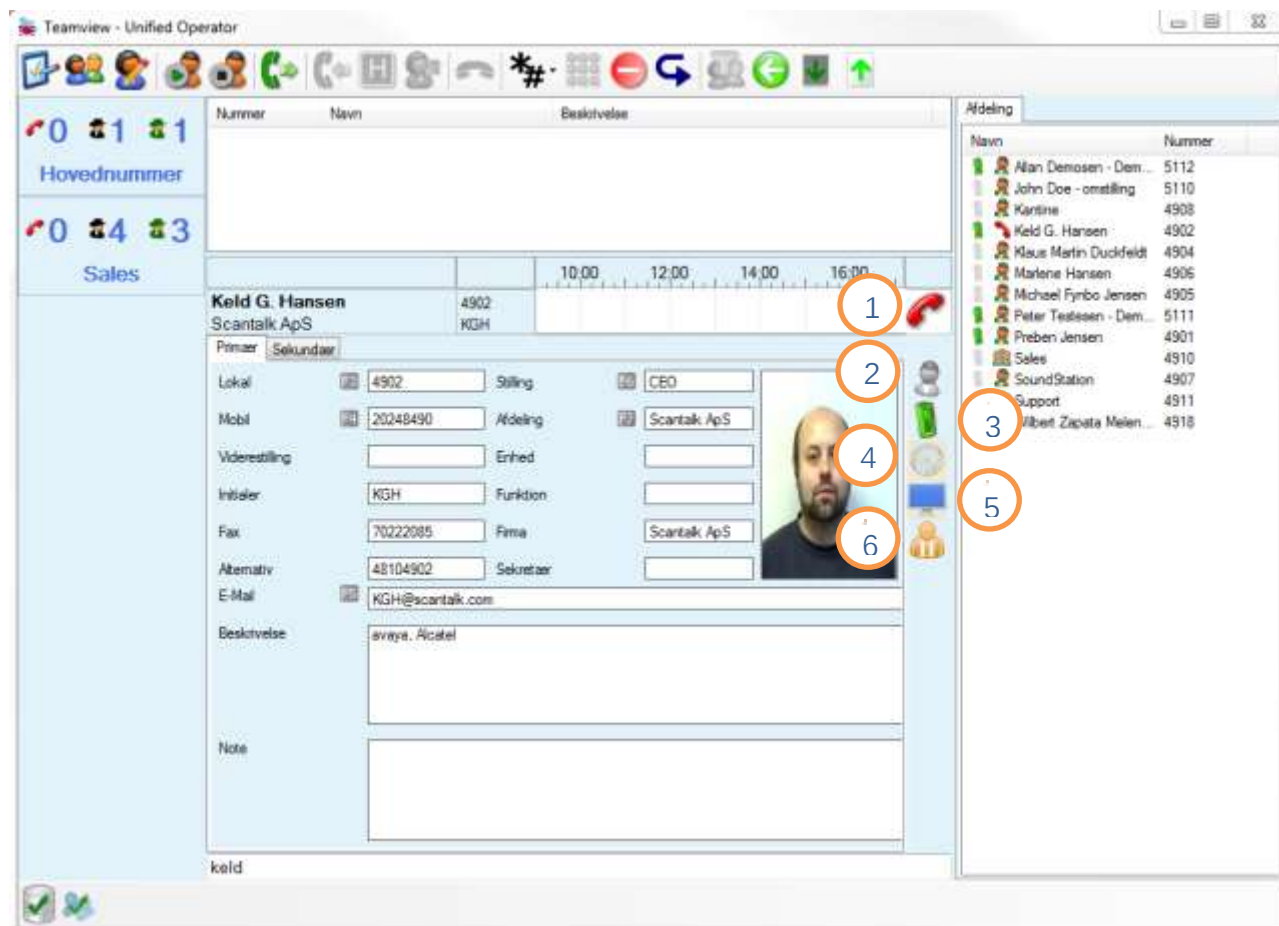 Teamview - Unified Operator
0 1 1
Hovednummer
0 4 3
Sales
Nummer Navn Beskrivelse
10:00 12:00 14:00 16:00
Keld G. Hansen 4902
Scantalk ApS KGH
1
Primær Sekundær
2
Lokal 4902 Stilling CEO
Mobil 20248490 Afdeling Scantalk ApS
3
Viderestilling Enhed
4
Initialer KGH Funktion
5
Fax 70222085 Firma Scantalk ApS
6
Alternativ 48104902 Sekretær
E-Mail KGH@scantalk.com
Beskrivelse avaya, Alcatel
Note
keld
Afdeling
Navn Nummer
Allan Demosen - Dem... 5112
John Doe - omstilling 5110
Kantine 4908
Keld G. Hansen 4902
Klaus Martin Duckfeldt 4904
Marlene Hansen 4906
Michael Fynbo Jensen 4905
Peter Testesen - Dem... 5111
Preben Jensen 4901
Sales 4910
SoundStation 4907
Support 4911
Wilbert Zapata Melen... 4918
*#
H